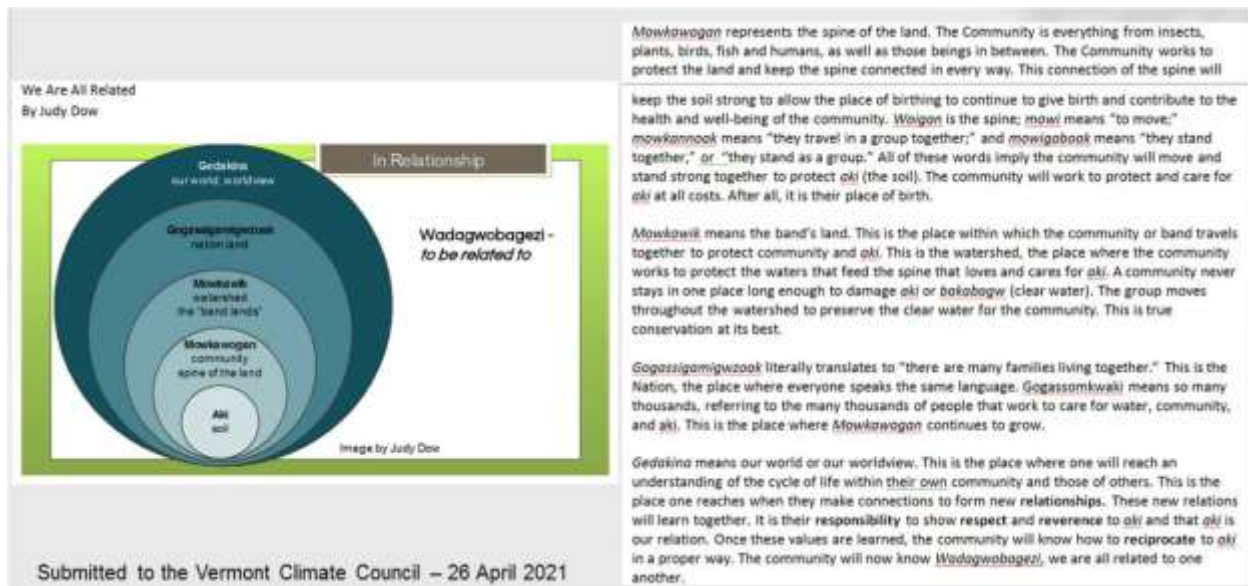 We Are All Related
By Judy Dow
In Relationship
Gedakina
our world, worldview
Gogassigamigwzoak
nation land
Mowkawik
watershed
the 'band lands'
Mowkawogan
community
spine of the land
Aki
soil
Wadagwobagezi -
to be related to
Image by Judy Dow
Submitted to the Vermont Climate Council – 26 April 2021
Mowkawogan represents the spine of the land. The Community is everything from insects,
plants, birds, fish and humans, as well as those beings in between. The Community works to
protect the land and keep the spine connected in every way. This connection of the spine will
keep the soil strong to allow the place of birthing to continue to give birth and contribute to the
health and well-being of the community. Woigan is the spine; mawi means "to move;"
mowkannoak means "they travel in a group together;" and mowigabook means "they stand
together," or "they stand as a group." All of these words imply the community will move and
stand strong together to protect aki (the soil). The community will work to protect and care for
aki at all costs. After all, it is their place of birth.
Mowkawik means the band's land. This is the place within which the community or band travels
together to protect community and aki. This is the watershed, the place where the community
works to protect the waters that feed the spine that loves and cares for aki. A community never
stays in one place long enough to damage aki or bakabagw (clear water). The group moves
throughout the watershed to preserve the clear water for the community. This is true
conservation at its best.
Gogassigamigwzoak literally translates to "there are many families living together." This is the
Nation, the place where everyone speaks the same language. Gogassomkwaki means so many
thousands, referring to the many thousands of people that work to care for water, community,
and aki. This is the place where Mowkawogan continues to grow.
Gedakina means our world or our worldview. This is the place where one will reach an
understanding of the cycle of life within their own community and those of others. This is the
place one reaches when they make connections to form new relationships. These new relations
will learn together. It is their responsibility to show respect and reverence to aki and that aki is
our relation. Once these values are learned, the community will know how to reciprocate to aki
in a proper way. The community will now know Wadagwobagezi, we are all related to one
another.